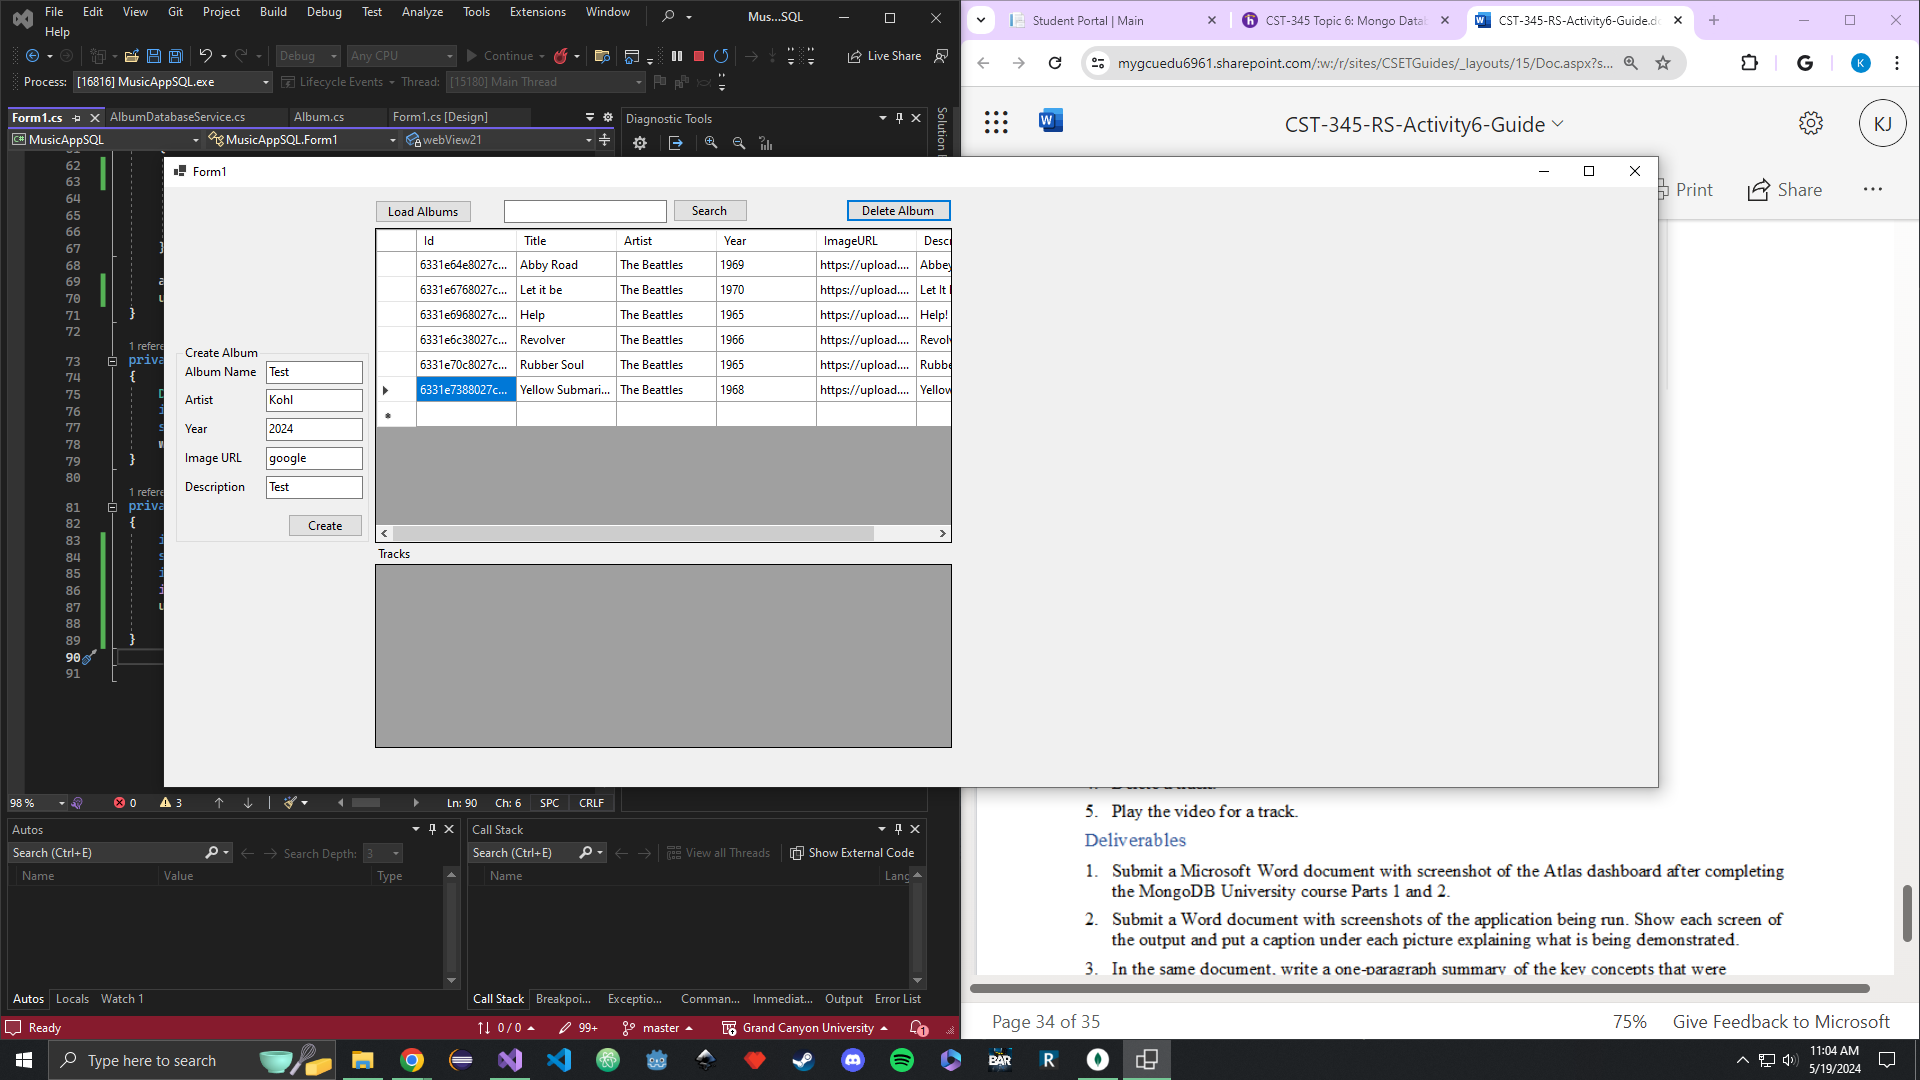 File Edit View Git Project Build Debug Test Analyze Tools Extensions Window
Mus...SQL
Help
Debug Any CPU Continue Live Share
Process: [16816] MusicAppSQL.exe Lifecycle Events Thread: [15180] Main Thread
Form1.cs AlbumDatabaseService.cs Album.cs Form1.cs [Design]
Diagnostic Tools
MusicAppSQL MusicAppSQL.Form1 webView21
Student Portal | Main
CST-345 Topic 6: Mongo Datab
CST-345-RS-Activity6-Guide.do
mygcuedu6961.sharepoint.com/:w:/r/sites/CSETGuides/_layouts/15/Doc.aspx?s...
K
CST-345-RS-Activity6-Guide
KJ
Print Share
Form1
Load Albums
Search
Delete Album
Id Title Artist Year ImageURL Descr
6331e64e8027c... Abby Road The Beattles 1969 https://upload.... Abbey
6331e6768027c... Let it be The Beattles 1970 https://upload.... Let It
6331e6968027c... Help The Beattles 1965 https://upload.... Help!
6331e6c38027c... Revolver The Beattles 1966 https://upload.... Revolv
6331e70c8027c... Rubber Soul The Beattles 1965 https://upload.... Rubbe
6331e7388027c... Yellow Submari... The Beattles 1968 https://upload.... Yellow
Create Album
Album Name Test
Artist Kohl
Year 2024
Image URL google
Description Test
Create
Tracks
62
63
64
65
66
67 }
68
69 a
70 u
71 }
72
1 refere
73 priva
74 {
75 D
76 i
77 s
78 w
79 }
80
1 refere
81 priva
82 {
83 i
84 s
85 i
86 i
87 u
88
89 }
90
91
98 % 0 3 Ln: 90 Ch: 6 SPC CRLF
Autos
Search (Ctrl+E) Search Depth: 3
Name Value Type
Autos Locals Watch 1
Call Stack
Search (Ctrl+E) View all Threads Show External Code
Name Lang
Call Stack Breakpoi... Exceptio... Comman... Immediat... Output Error List
Ready 0 / 0 99+ master Grand Canyon University 1
5. Play the video for a track.
Deliverables
1. Submit a Microsoft Word document with screenshot of the Atlas dashboard after completing
the MongoDB University course Parts 1 and 2.
2. Submit a Word document with screenshots of the application being run. Show each screen of
the output and put a caption under each picture explaining what is being demonstrated.
3. In the same document, write a one-paragraph summary of the key concepts that were
Page 34 of 35
75% Give Feedback to Microsoft
Type here to search
BAR
R
11:04 AM
5/19/2024